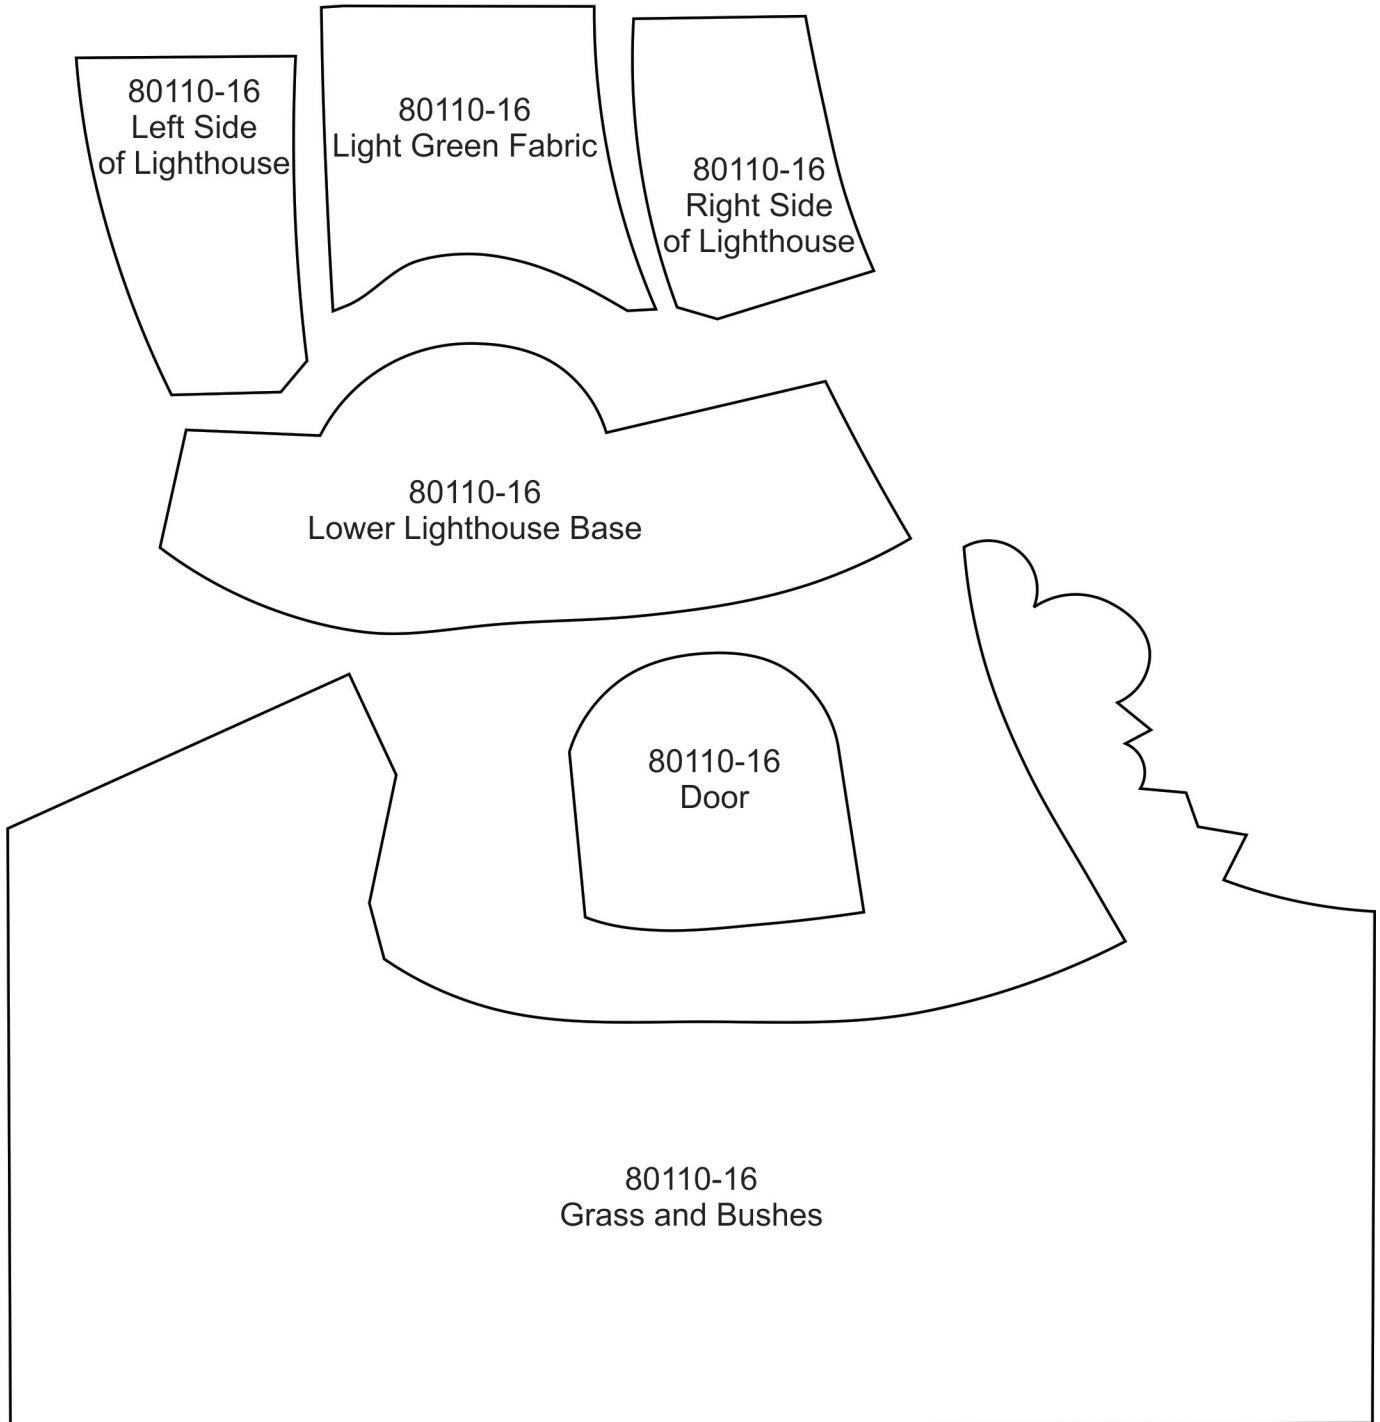 80110-16
Left Side
of Lighthouse
80110-16
Light Green Fabric
80110-16
Right Side
of Lighthouse
80110-16
Lower Lighthouse Base
80110-16
Door
80110-16
Grass and Bushes